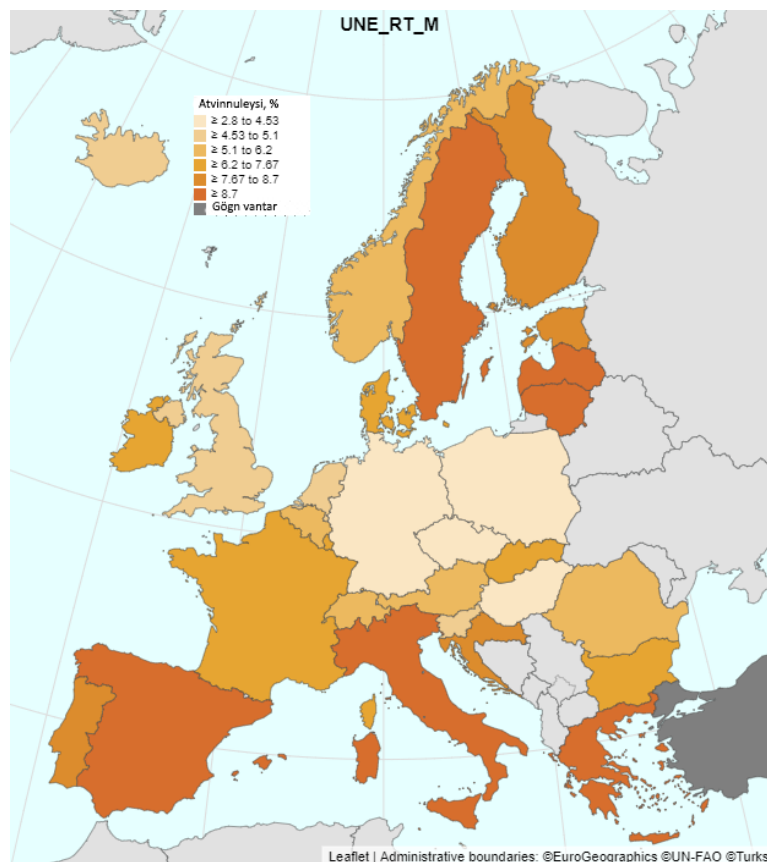 UNE_RT_M
Atvinnuleysi, %
≥ 2.8 to 4.53
≥ 4.53 to 5.1
≥ 5.1 to 6.2
≥ 6.2 to 7.67
≥ 7.67 to 8.7
≥ 8.7
Gögn vantar
Leaflet | Administrative boundaries: ©EuroGeographics ©UN-FAO ©Turks